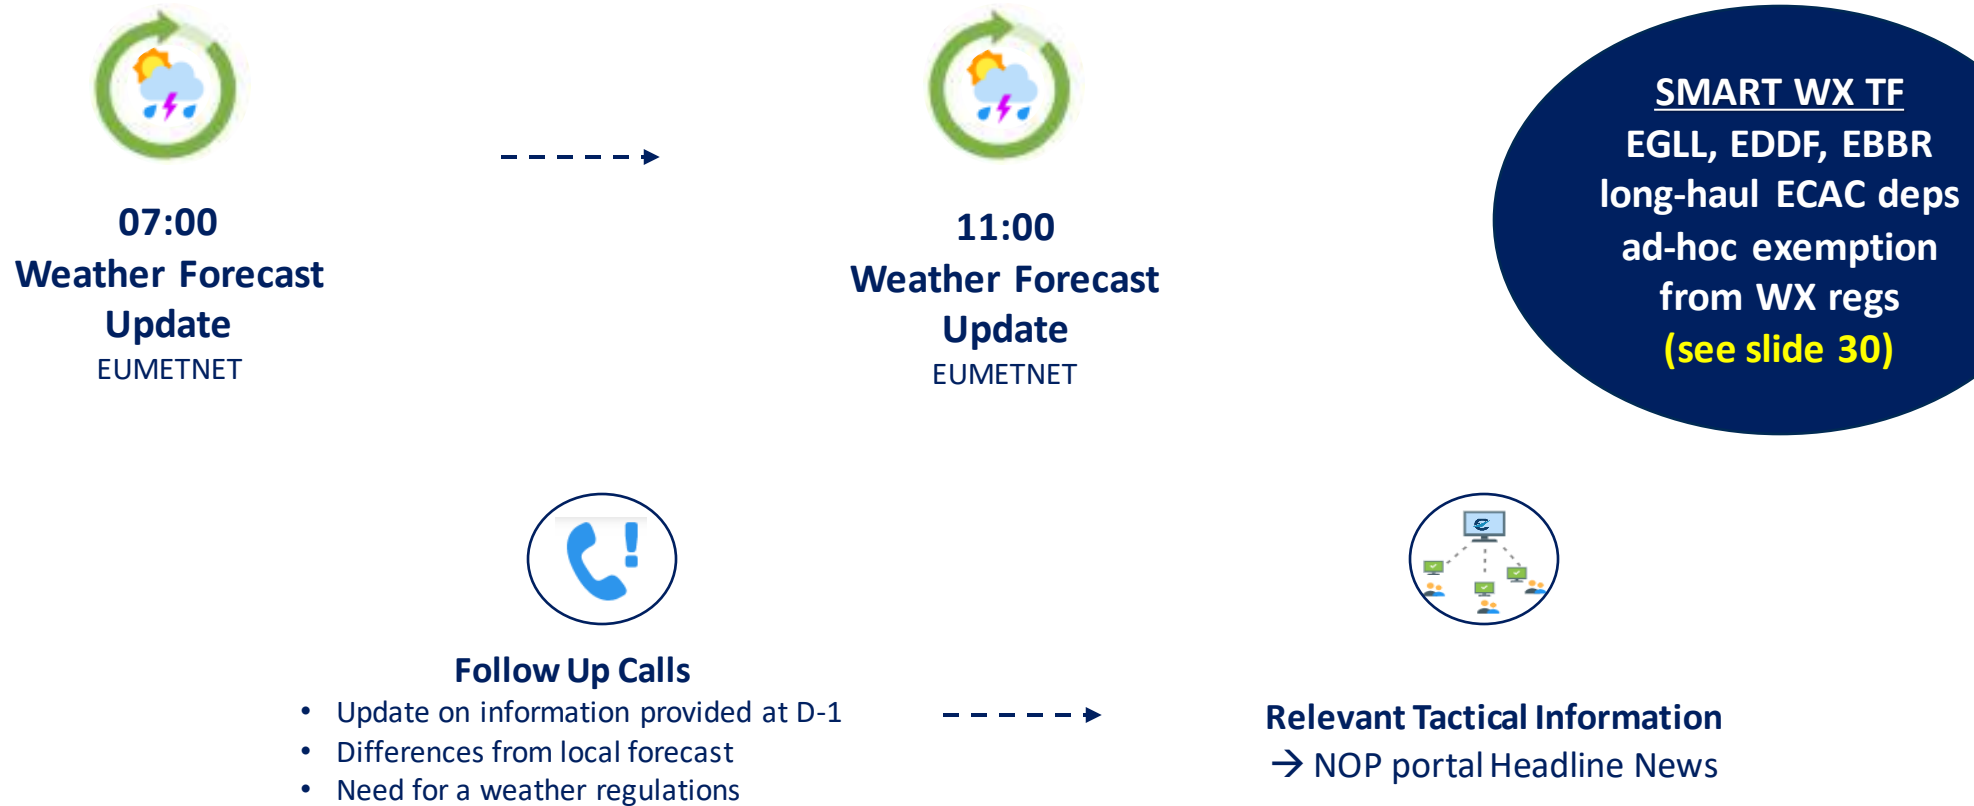 07:00
Weather Forecast
Update
EUMETNET
11:00
Weather Forecast
Update
EUMETNET
SMART WX TF
EGLL, EDDF, EBBR
long-haul ECAC deps
ad-hoc exemption
from WX regs
(see slide 30)
Follow Up Calls
• Update on information provided at D-1
• Differences from local forecast
• Need for a weather regulations
Relevant Tactical Information
→ NOP portal Headline News